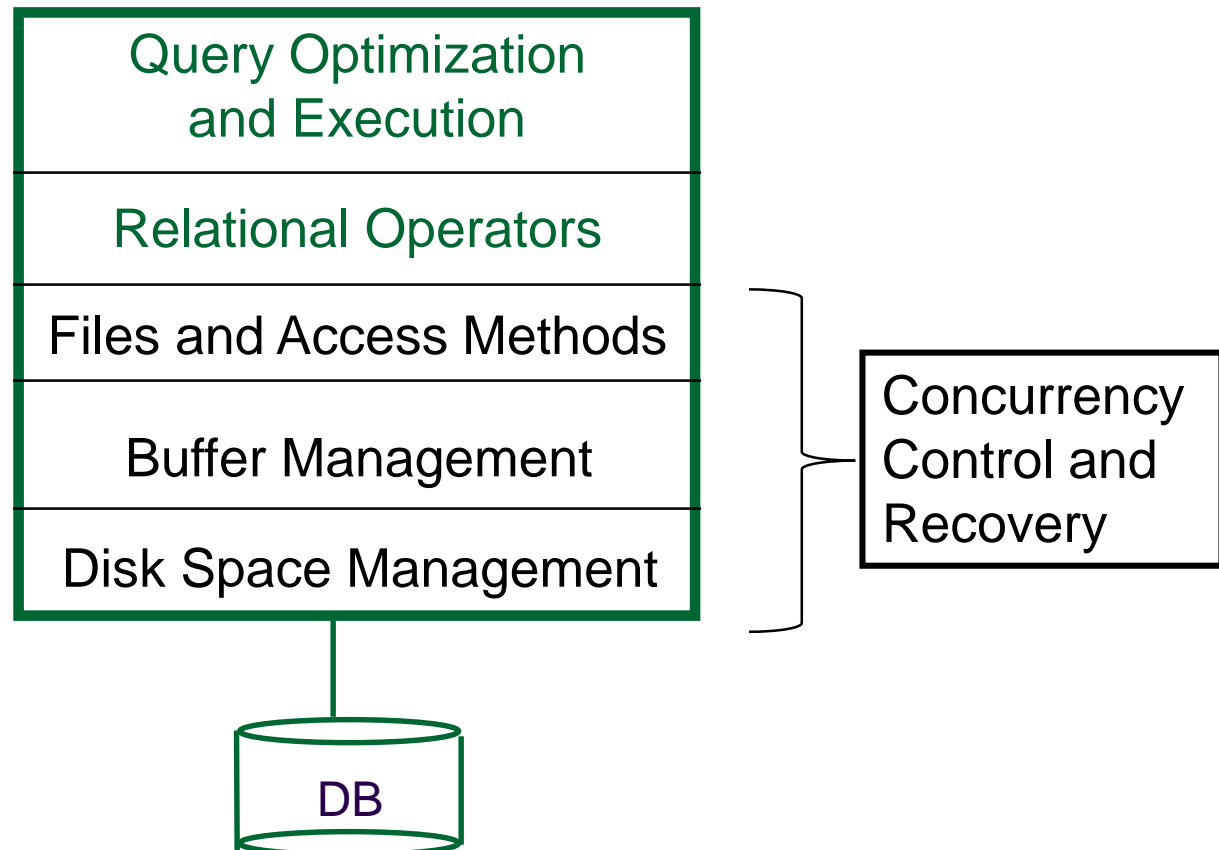 Query Optimization
and Execution
Relational Operators
Files and Access Methods
Buffer Management
Disk Space Management
Concurrency
Control and
Recovery
DB